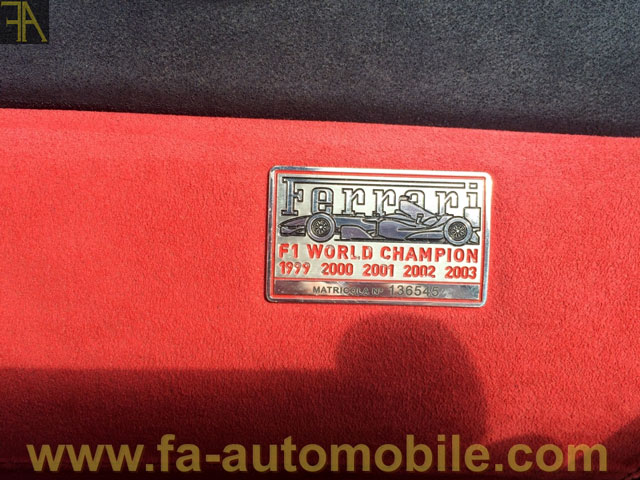 FA
Ferrari
F1 WORLD CHAMPION
1999 2000 2001 2002 2003
MATRICOLA N° 136545
www.fa-automobile.com